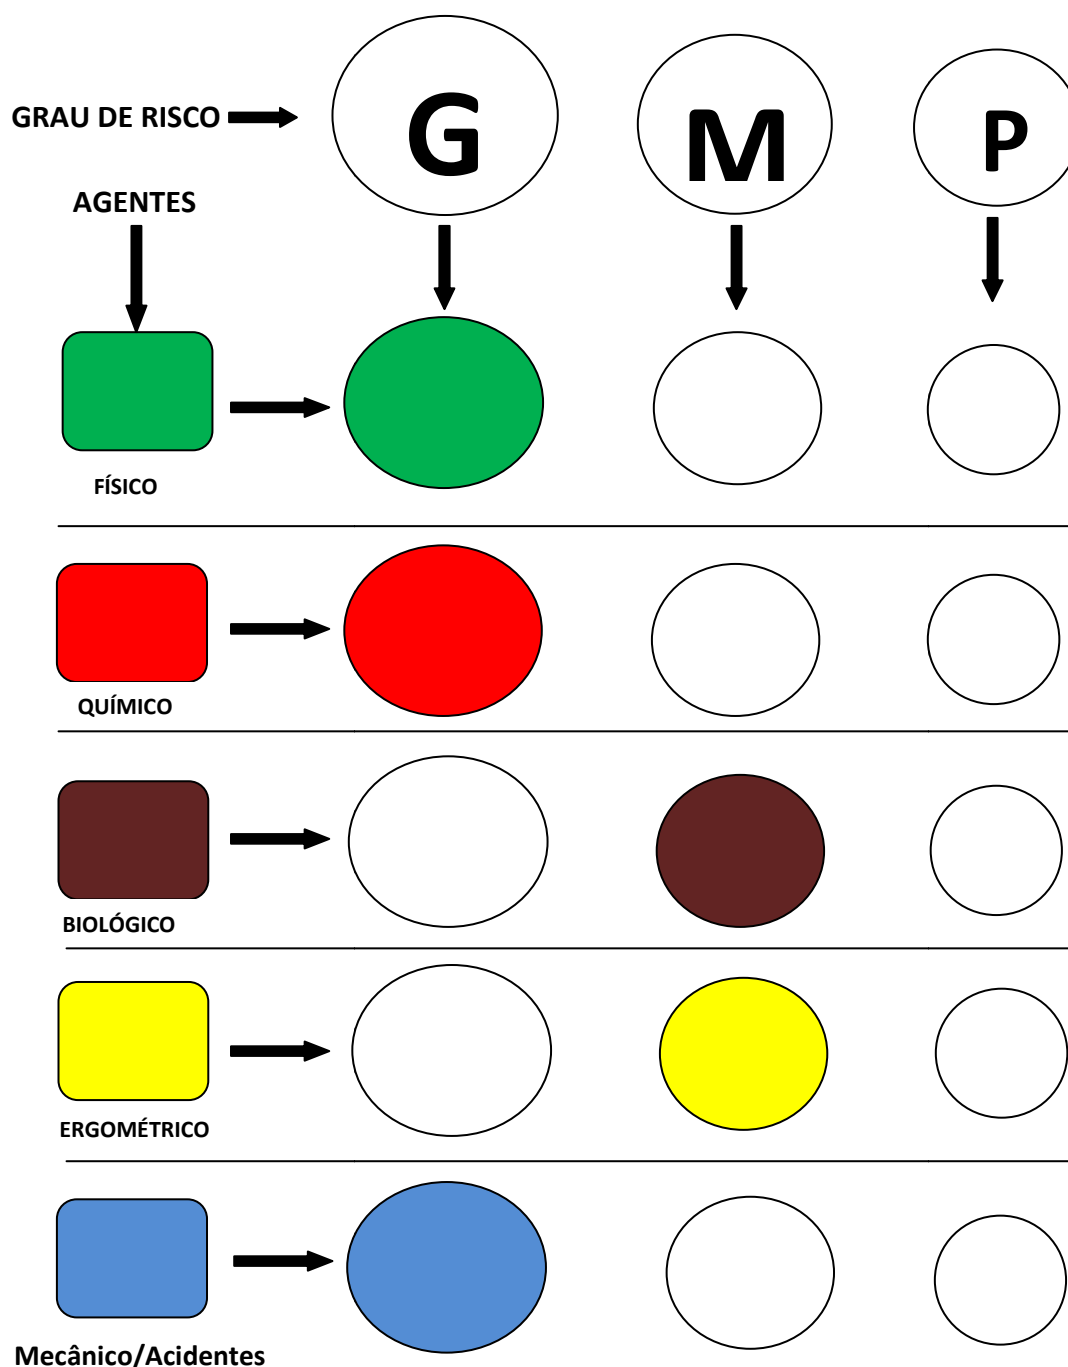 GRAU DE RISCO
G
M
P
AGENTES
FÍSICO
QUÍMICO
BIOLÓGICO
ERGOMÉTRICO
Mecânico/Acidentes